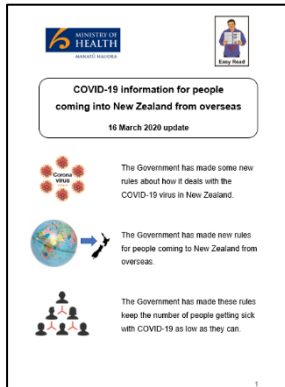 MINISTRY OF
HEALTH
MANATŪ HAUORA
Easy Read
COVID-19 information for people
coming into New Zealand from overseas
16 March 2020 update
Corona
virus
The Government has made some new
rules about how it deals with the
COVID-19 virus in New Zealand.
The Government has made new rules
for people coming to New Zealand from
overseas.
The Government has made these rules
keep the number of people getting sick
with COVID-19 as low as they can.
1